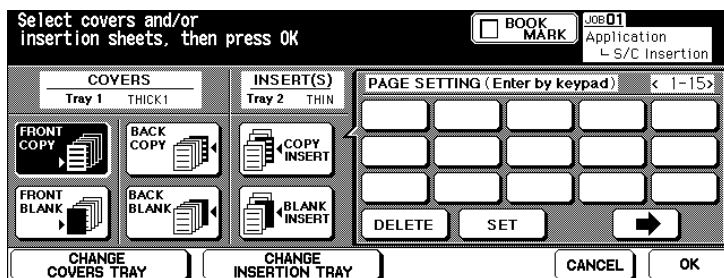 Select covers and/or
insertion sheets, then press OK
BOOK
MARK
JOB01
Application
S/C Insertion
COVERS
Tray 1 THICK1
INSERT(S)
Tray 2 THIN
PAGE SETTING (Enter by keypad) < 1-15>
FRONT
COPY
BACK
COPY
COPY
INSERT
FRONT
BLANK
BACK
BLANK
BLANK
INSERT
DELETE SET
CHANGE
COVERS TRAY
CHANGE
INSERTION TRAY
CANCEL OK